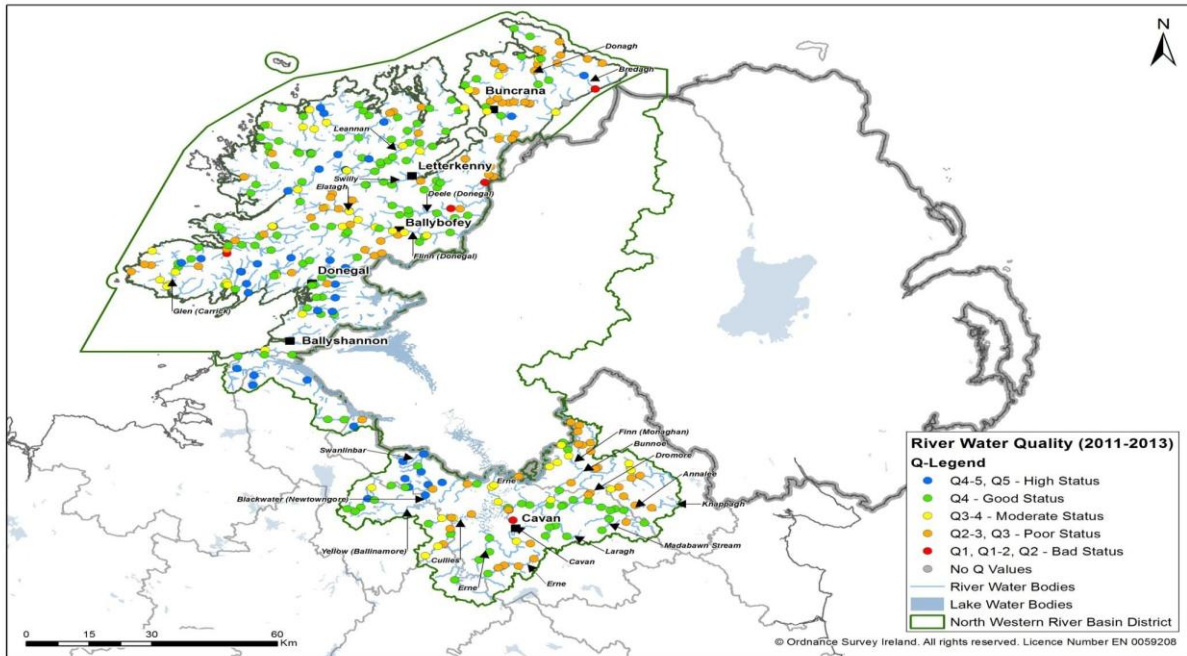 N
Donagh
Bredagh
Buncrana
Leannan
Letterkenny
Swilly
Elalagh
Deele (Donegal)
Ballybofey
Finn (Donegal)
Donegal
Glen (Carrick)
Ballyshannon
Finn (Monaghan)
Bunnoe
Swanlinbar
Dromore
Erne
Annalee
Blackwater (Newtowngore)
Knappagh
Cavan
Yellow (Ballinamore)
Madabawn Stream
Cullies
Laragh
Cavan
Erne
Erne
River Water Quality (2011-2013)
Q-Legend
Q4-5, Q5 - High Status
Q4 - Good Status
Q3-4 - Moderate Status
Q2-3, Q3 - Poor Status
Q1, Q1-2, Q2 - Bad Status
No Q Values
River Water Bodies
Lake Water Bodies
North Western River Basin District
0 15 30 60
Km
© Ordnance Survey Ireland. All rights reserved. Licence Number EN 0059208